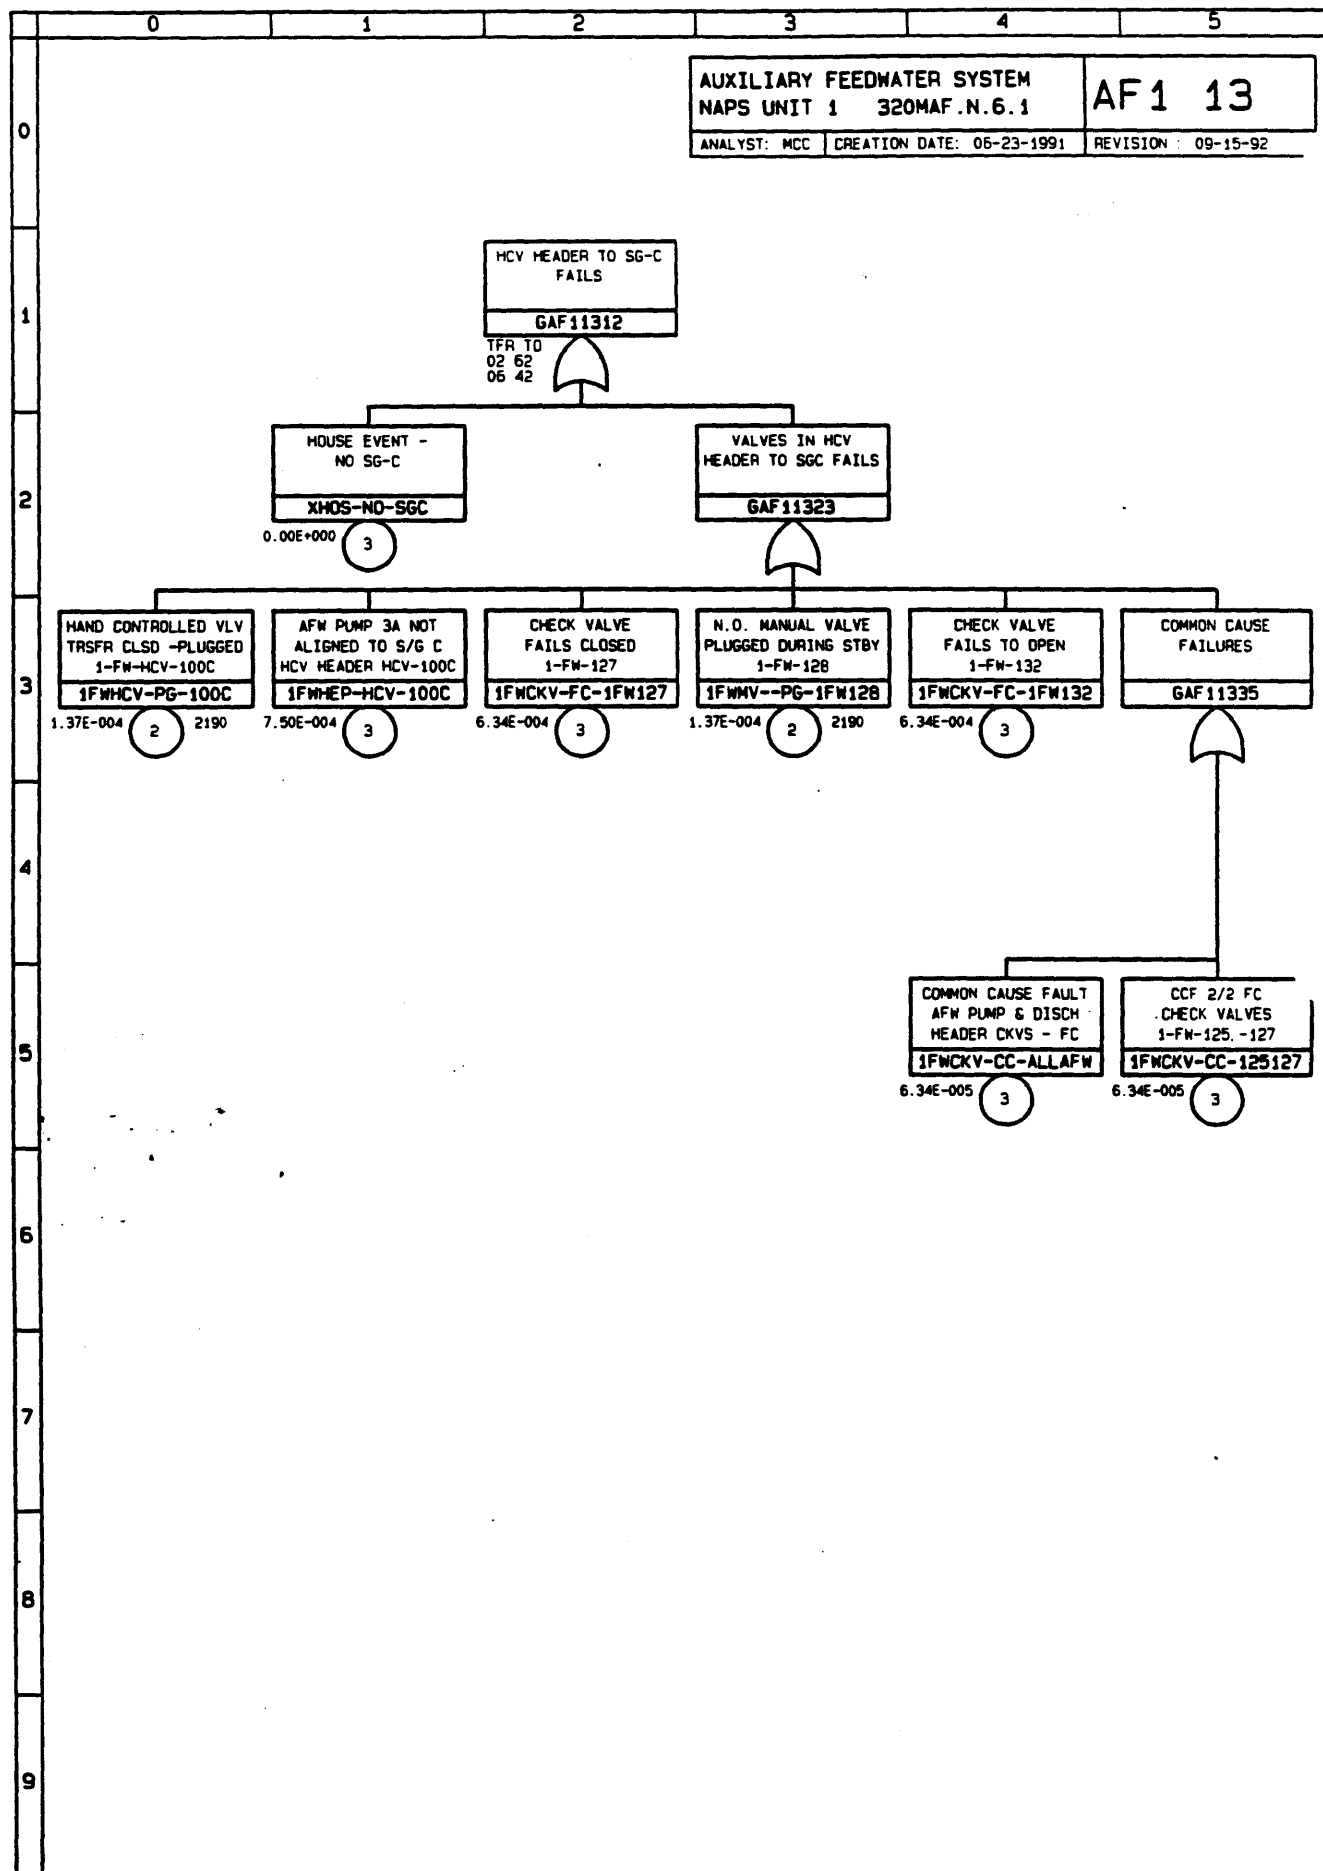 0 1 2 3 4 5
AUXILIARY FEEDWATER SYSTEM
NAPS UNIT 1 320MAF.N.6.1
AF1 13
ANALYST: MCC CREATION DATE: 06-23-1991 REVISION : 09-15-92
0
HCV HEADER TO SG-C
FAILS
GAF11312
TFR TO
02 62
06 42
1
HOUSE EVENT -
NO SG-C
XHOS-NO-SGC
0.00E+000 3
VALVES IN HCV
HEADER TO SGC FAILS
GAF11323
2
HAND CONTROLLED VLV
TRSFR CLSD -PLUGGED
1-FW-HCV-100C
1FWHCV-PG-100C
1.37E-004 2 2190
AFW PUMP 3A NOT
ALIGNED TO S/G C
HCV HEADER HCV-100C
1FWHEP-HCV-100C
7.50E-004 3
CHECK VALVE
FAILS CLOSED
1-FW-127
1FWCKV-FC-1FW127
6.34E-004 3
N.O. MANUAL VALVE
PLUGGED DURING STBY
1-FW-128
1FWMV--PG-1FW128
1.37E-004 2 2190
CHECK VALVE
FAILS TO OPEN
1-FW-132
1FWCKV-FC-1FW132
6.34E-004 3
COMMON CAUSE
FAILURES
GAF11335
3
4
COMMON CAUSE FAULT
AFW PUMP & DISCH
HEADER CKVS - FC
1FWCKV-CC-ALLAFW
6.34E-005 3
CCF 2/2 FC
CHECK VALVES
1-FW-125, -127
1FWCKV-CC-125127
6.34E-005 3
5
6
7
8
9